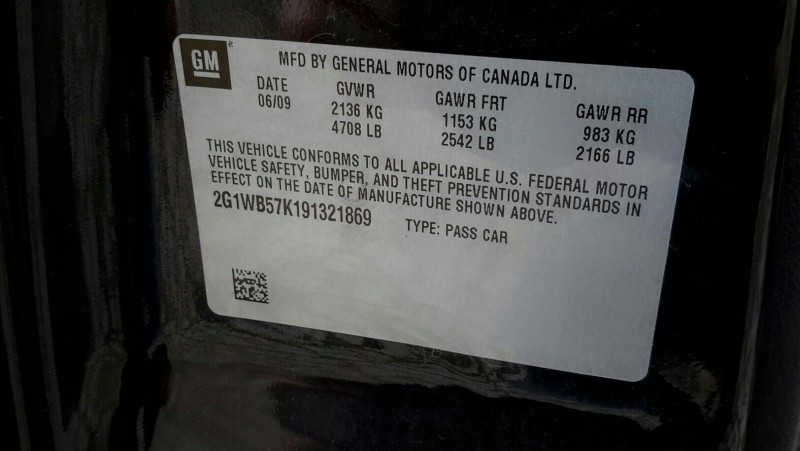 GM
MFD BY GENERAL MOTORS OF CANADA LTD.
DATE GVWR GAWR FRT GAWR RR
06/09 2136 KG 1153 KG 983 KG
4708 LB 2542 LB 2166 LB
THIS VEHICLE CONFORMS TO ALL APPLICABLE U.S. FEDERAL MOTOR
VEHICLE SAFETY, BUMPER, AND THEFT PREVENTION STANDARDS IN
EFFECT ON THE DATE OF MANUFACTURE SHOWN ABOVE.
2G1WB57K191321869 TYPE: PASS CAR